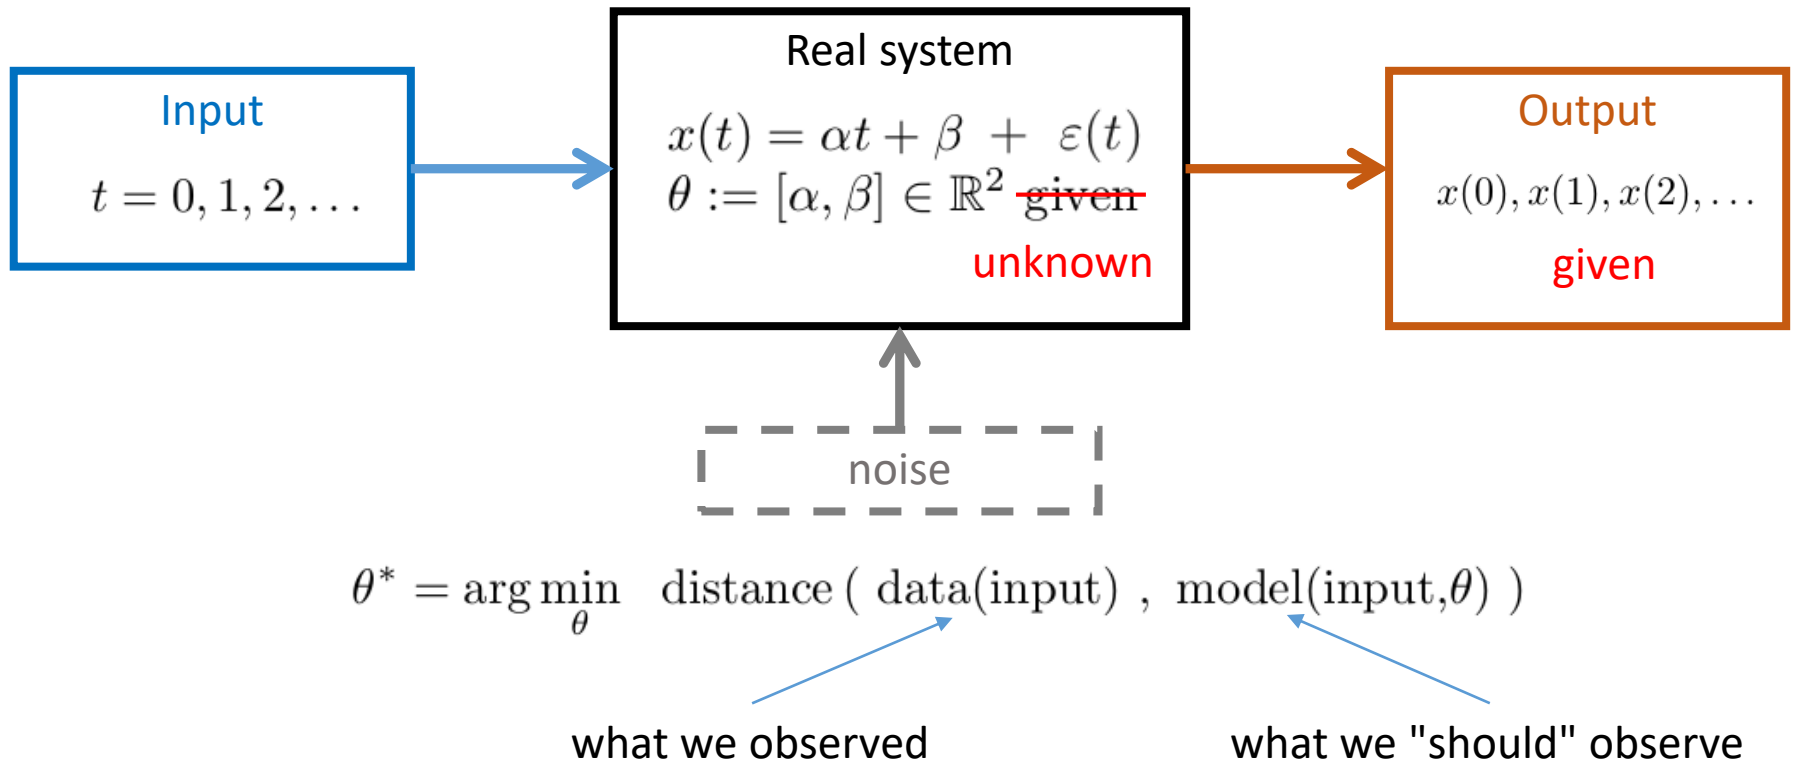 Real system
Input
Output
x(t) = αt + β + ε(t)
t = 0, 1, 2, . . .
θ := [α, β] ∈ ℝ² given
x(0), x(1), x(2), . . .
unknown
given
noise
θ* = arg min distance ( data(input) , model(input,θ) )
θ
what we observed
what we "should" observe